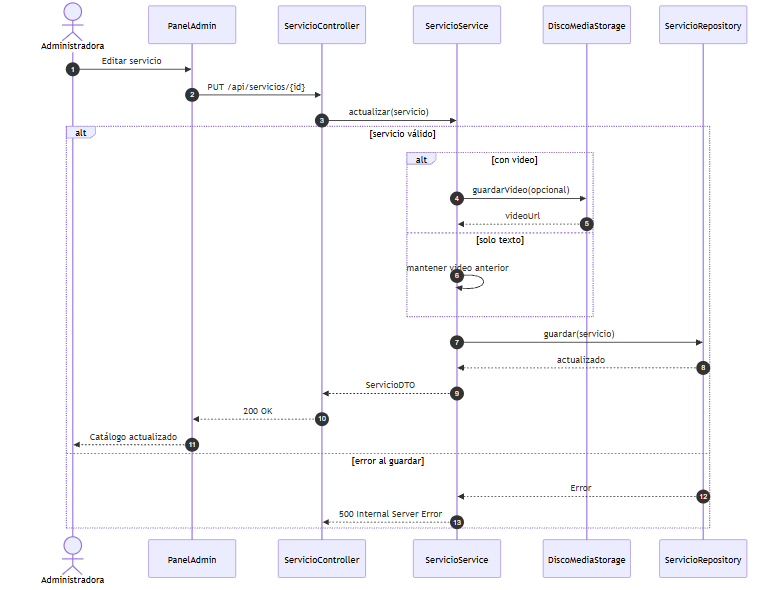 PanelAdmin
ServicioController
ServicioService
DiscoMediaStorage
ServicioRepository
Administradora
Editar servicio
1
PUT /api/servicios/{id}
2
actualizar(servicio)
3
alt
[servicio válido]
alt
[con video]
guardarVideo(opcional)
4
videoUrl
5
[solo texto]
mantener video anterior
6
guardar(servicio)
7
actualizado
8
ServicioDTO
9
200 OK
10
Catálogo actualizado
11
[error al guardar]
Error
12
500 Internal Server Error
13
Administradora
PanelAdmin
ServicioController
ServicioService
DiscoMediaStorage
ServicioRepository